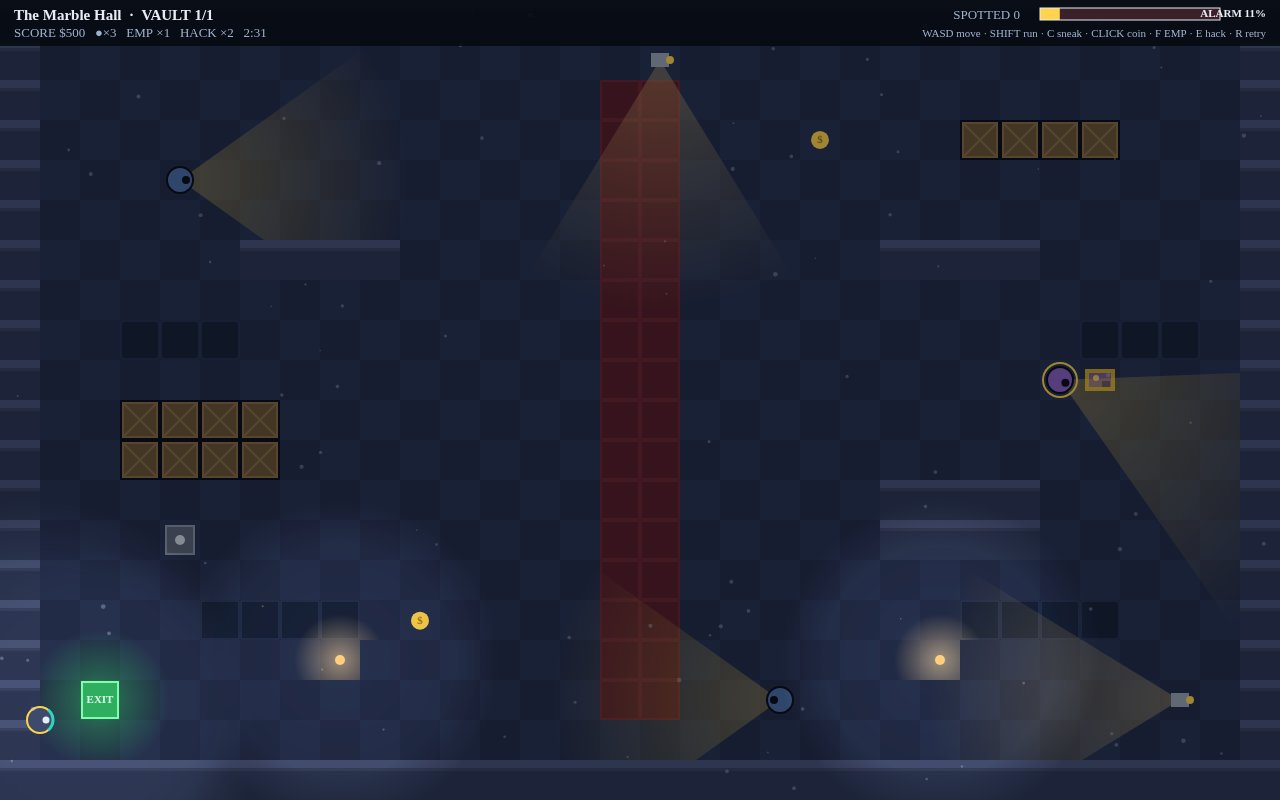 The Marble Hall · VAULT 1/1
SCORE $500 ●×3 EMP ×1 HACK ×2 2:31
SPOTTED 0
ALARM 11%
WASD move · SHIFT run · C sneak · CLICK coin · F EMP · E hack · R retry
$
$
EXIT